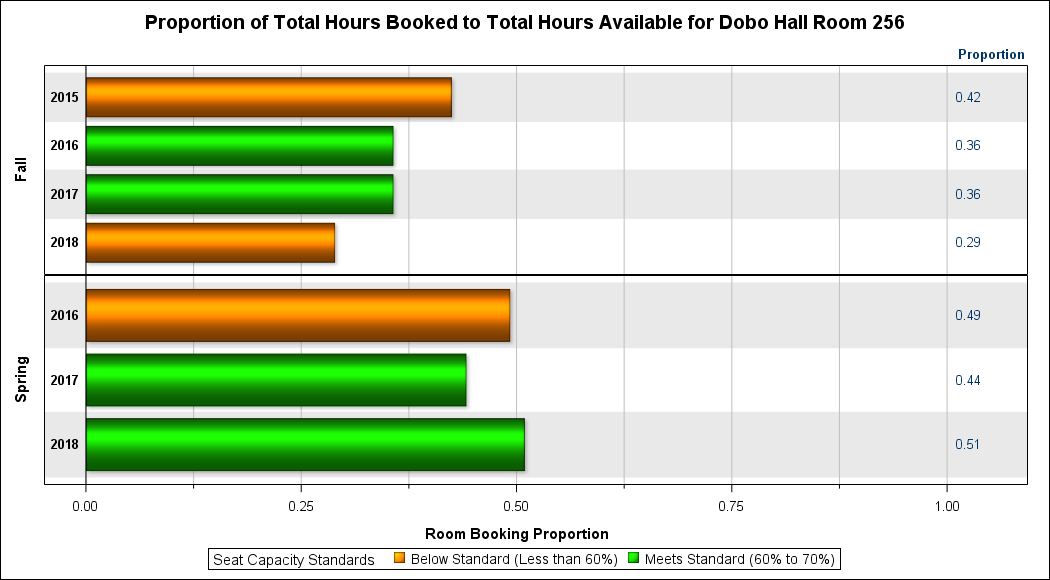 Proportion of Total Hours Booked to Total Hours Available for Dobo Hall Room 256
Proportion
Fall
2015 0.42
2016 0.36
2017 0.36
2018 0.29
Spring
2016 0.49
2017 0.44
2018 0.51
0.00 0.25 0.50 0.75 1.00
Room Booking Proportion
Seat Capacity Standards Below Standard (Less than 60%) Meets Standard (60% to 70%)